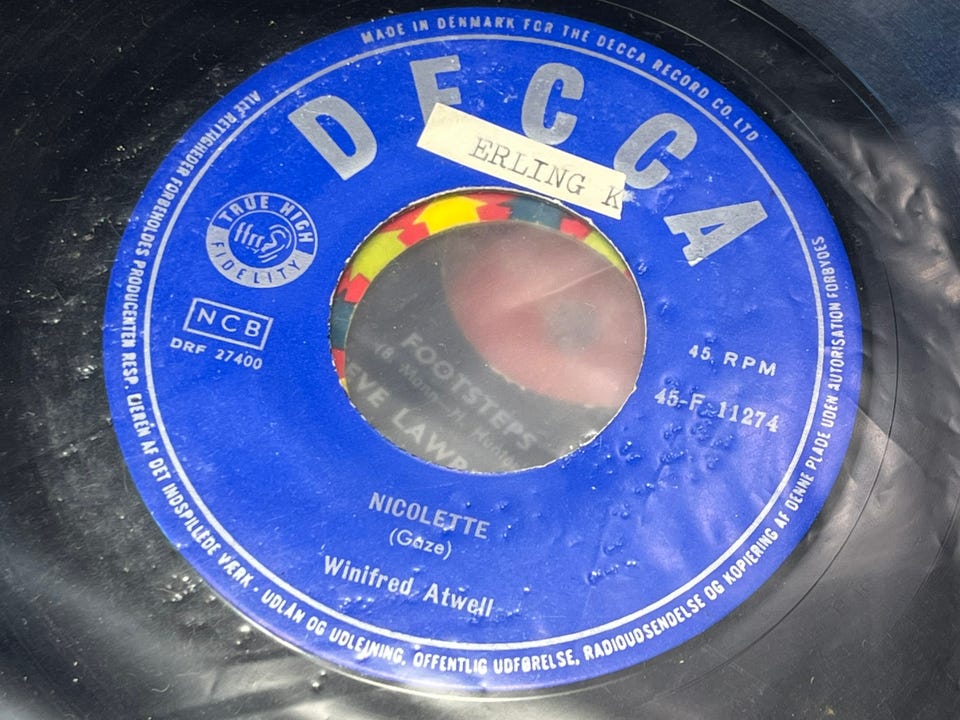 MADE IN DENMARK FOR THE DECCA RECORD CO. LTD
DECCA
ERLING K
TRUE HIGH
ffrr
FIDELITY
NCB
DRF 27400
45 RPM
45-F 11274
FOOTSTEPS
NICOLETTE
(Gaze)
Winifred Atwell
ALLE RETTIGHEDER FORBEHOLDES PRODUCENTEN RESP. EJEREN AF DET INDSPILLEDE VÆRK · UDLÅN OG UDLEJNING, OFFENTLIG UDFØRELSE, RADIOUDSENDELSE OG KOPIERING AF DENNE PLADE UDEN AUTORISATION FORBYDES